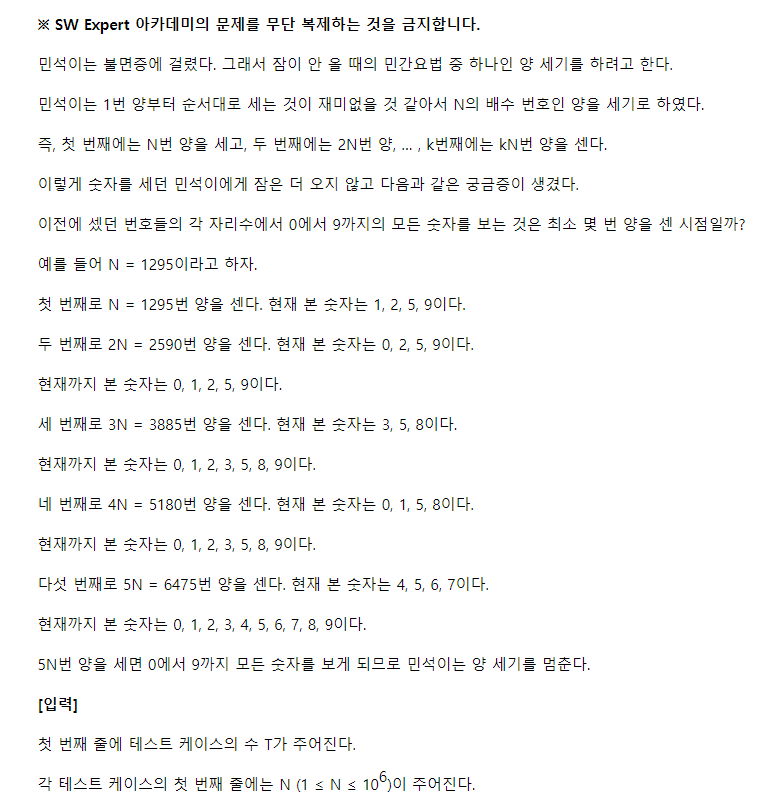 ※ SW Expert 아카데미의 문제를 무단 복제하는 것을 금지합니다.
민석이는 불면증에 걸렸다. 그래서 잠이 안 올 때의 민간요법 중 하나인 양 세기를 하려고 한다.
민석이는 1번 양부터 순서대로 세는 것이 재미없을 것 같아서 N의 배수 번호인 양을 세기로 하였다.
즉, 첫 번째에는 N번 양을 세고, 두 번째에는 2N번 양, … , k번째에는 kN번 양을 센다.
이렇게 숫자를 세던 민석이에게 잠은 더 오지 않고 다음과 같은 궁금증이 생겼다.
이전에 셌던 번호들의 각 자리수에서 0에서 9까지의 모든 숫자를 보는 것은 최소 몇 번 양을 센 시점일까?
예를 들어 N = 1295이라고 하자.
첫 번째로 N = 1295번 양을 센다. 현재 본 숫자는 1, 2, 5, 9이다.
두 번째로 2N = 2590번 양을 센다. 현재 본 숫자는 0, 2, 5, 9이다.
현재까지 본 숫자는 0, 1, 2, 5, 9이다.
세 번째로 3N = 3885번 양을 센다. 현재 본 숫자는 3, 5, 8이다.
현재까지 본 숫자는 0, 1, 2, 3, 5, 8, 9이다.
네 번째로 4N = 5180번 양을 센다. 현재 본 숫자는 0, 1, 5, 8이다.
현재까지 본 숫자는 0, 1, 2, 3, 5, 8, 9이다.
다섯 번째로 5N = 6475번 양을 센다. 현재 본 숫자는 4, 5, 6, 7이다.
현재까지 본 숫자는 0, 1, 2, 3, 4, 5, 6, 7, 8, 9이다.
5N번 양을 세면 0에서 9까지 모든 숫자를 보게 되므로 민석이는 양 세기를 멈춘다.
[입력]
첫 번째 줄에 테스트 케이스의 수 T가 주어진다.
각 테스트 케이스의 첫 번째 줄에는 N (1 ≤ N ≤ 10⁶)이 주어진다.